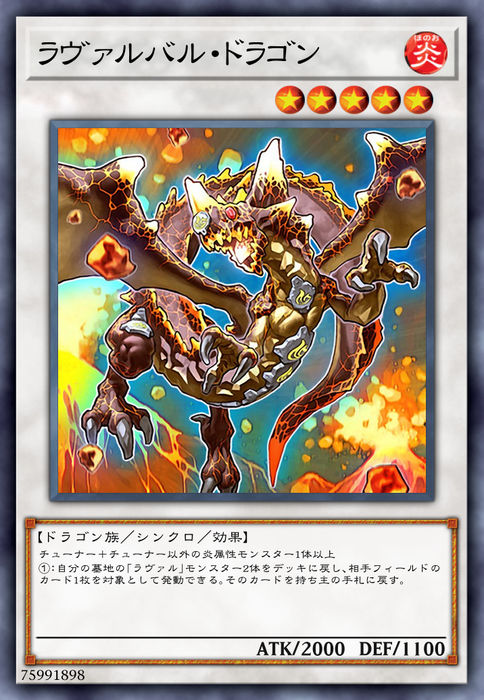 ラヴァルバル・ドラゴン
ほのお
炎
【ドラゴン族／シンクロ／効果】
チューナー＋チューナー以外の炎属性モンスター1体以上
①：自分の墓地の「ラヴァル」モンスター2体をデッキに戻し、相手フィールドの
カード1枚を対象として発動できる。そのカードを持ち主の手札に戻す。
ATK/2000 DEF/1100
75991898